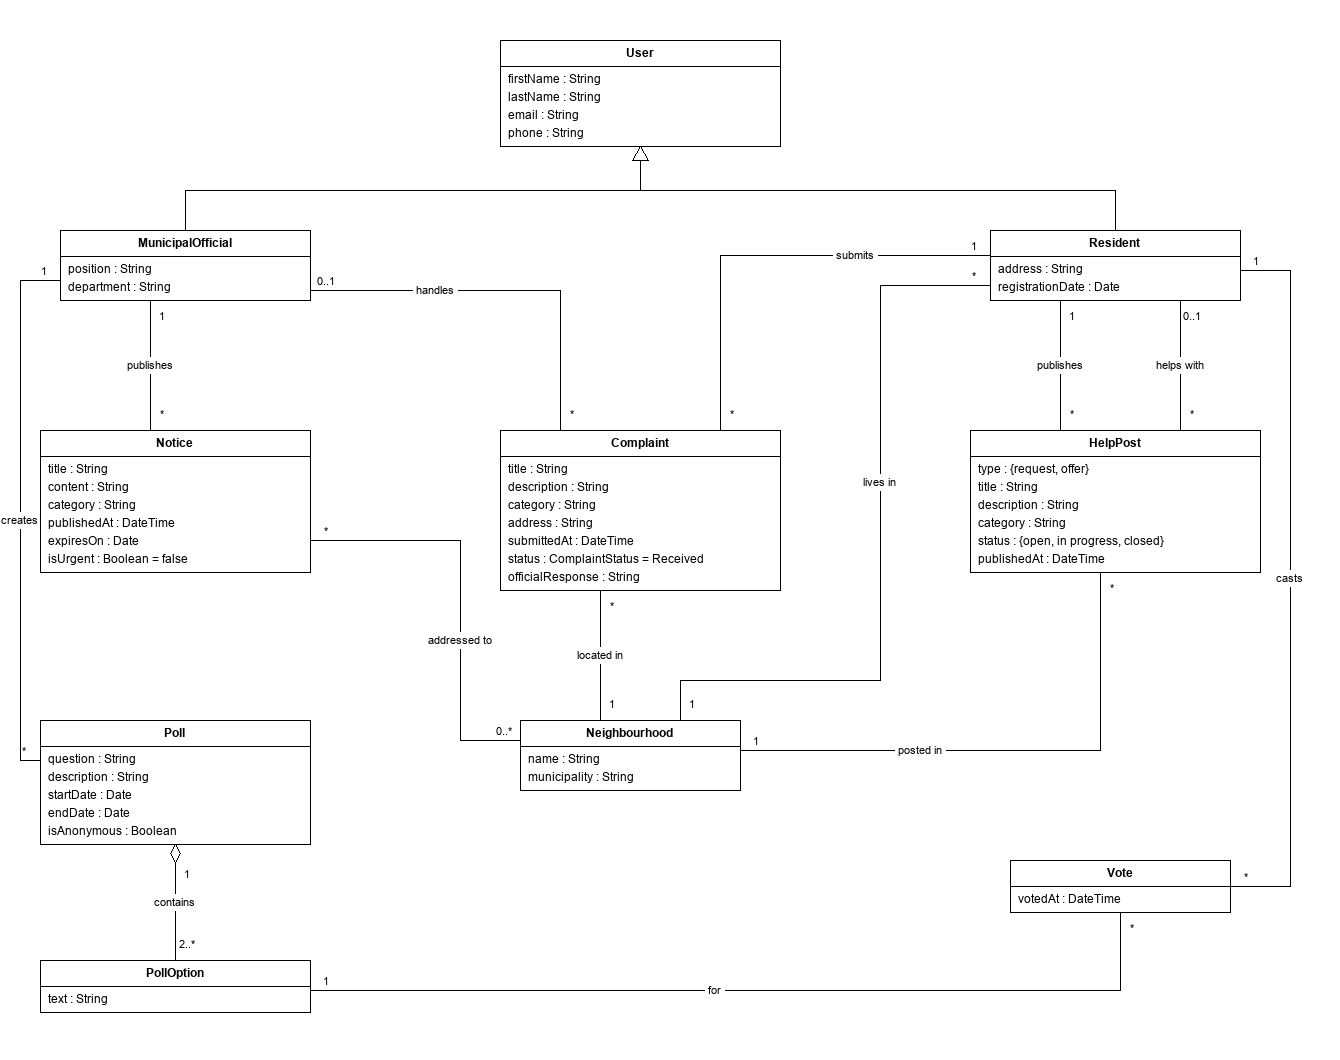 User
firstName : String
lastName : String
email : String
phone : String
MunicipalOfficial
position : String
department : String
Resident
address : String
registrationDate : Date
1
0..1
handles
submits
1
*
1
1
publishes
*
*
*
1
publishes
*
0..1
helps with
*
Notice
title : String
content : String
category : String
publishedAt : DateTime
expiresOn : Date
isUrgent : Boolean = false
Complaint
title : String
description : String
category : String
address : String
submittedAt : DateTime
status : ComplaintStatus = Received
officialResponse : String
lives in
HelpPost
type : {request, offer}
title : String
description : String
category : String
status : {open, in progress, closed}
publishedAt : DateTime
creates
*
casts
*
*
addressed to
located in
1
1
0..*
1
posted in
*
Poll
question : String
description : String
startDate : Date
endDate : Date
isAnonymous : Boolean
Neighbourhood
name : String
municipality : String
1
contains
2..*
Vote
votedAt : DateTime
*
*
PollOption
text : String
1
for